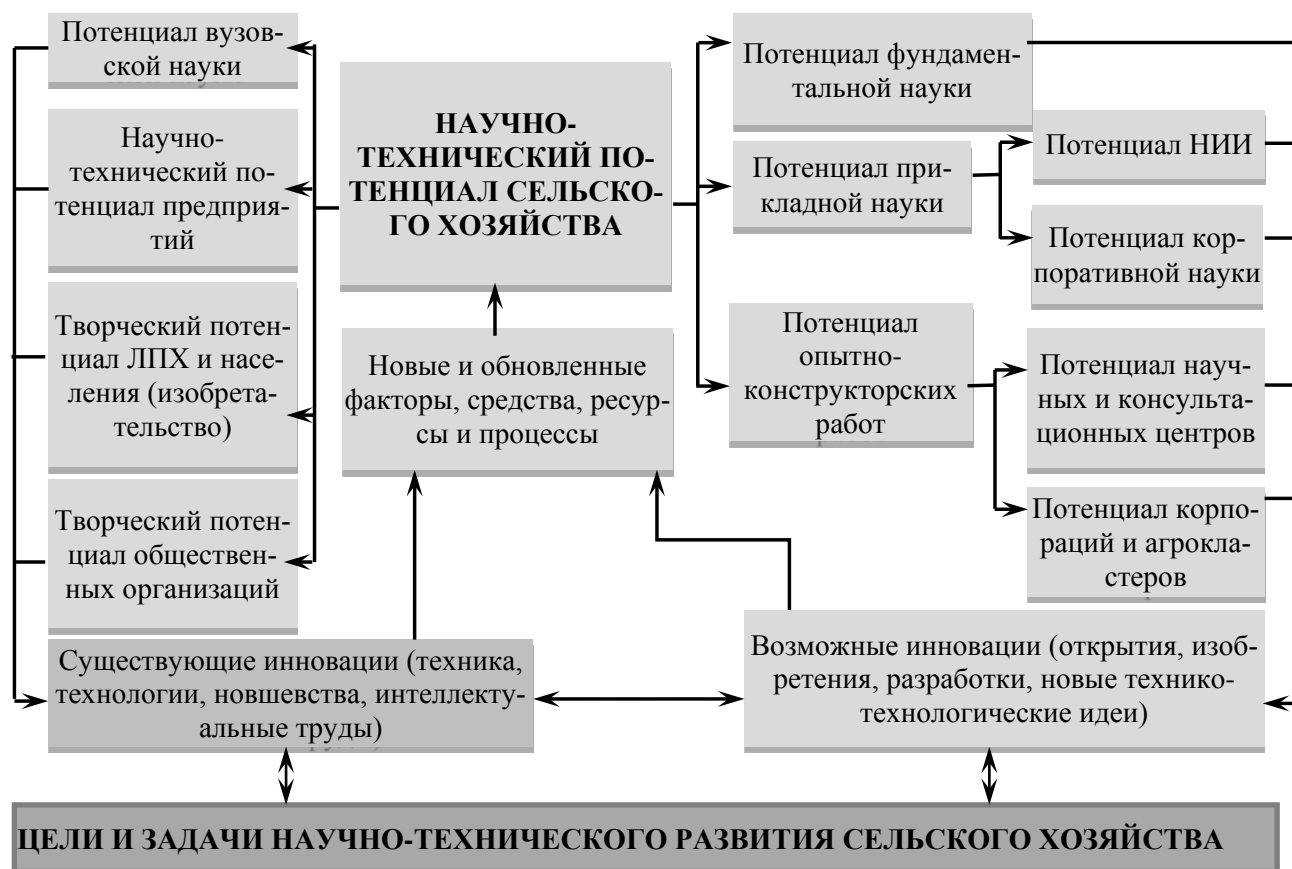 Потенциал вузов-
ской науки
Научно-
технический по-
тенциал предприя-
тий
Творческий потен-
циал ЛПХ и насе-
ления (изобрета-
тельство)
Творческий потен-
циал обществен-
ных организаций
НАУЧНО-
ТЕХНИЧЕСКИЙ ПО-
ТЕНЦИАЛ СЕЛЬСКО-
ГО ХОЗЯЙСТВА
Новые и обновленные
факторы, средства, ресур-
сы и процессы
Потенциал фундамен-
тальной науки
Потенциал при-
кладной науки
Потенциал
опытно-
конструкторских
работ
Потенциал НИИ
Потенциал кор-
поративной науки
Потенциал науч-
ных и консульта-
ционных центров
Потенциал корпо-
раций и агрокла-
стеров
Существующие инновации (техника,
технологии, новшевства, интеллекту-
альные труды)
Возможные инновации (открытия, изоб-
ретения, разработки, новые технико-
технологические идеи)
ЦЕЛИ И ЗАДАЧИ НАУЧНО-ТЕХНИЧЕСКОГО РАЗВИТИЯ СЕЛЬСКОГО ХОЗЯЙСТВА